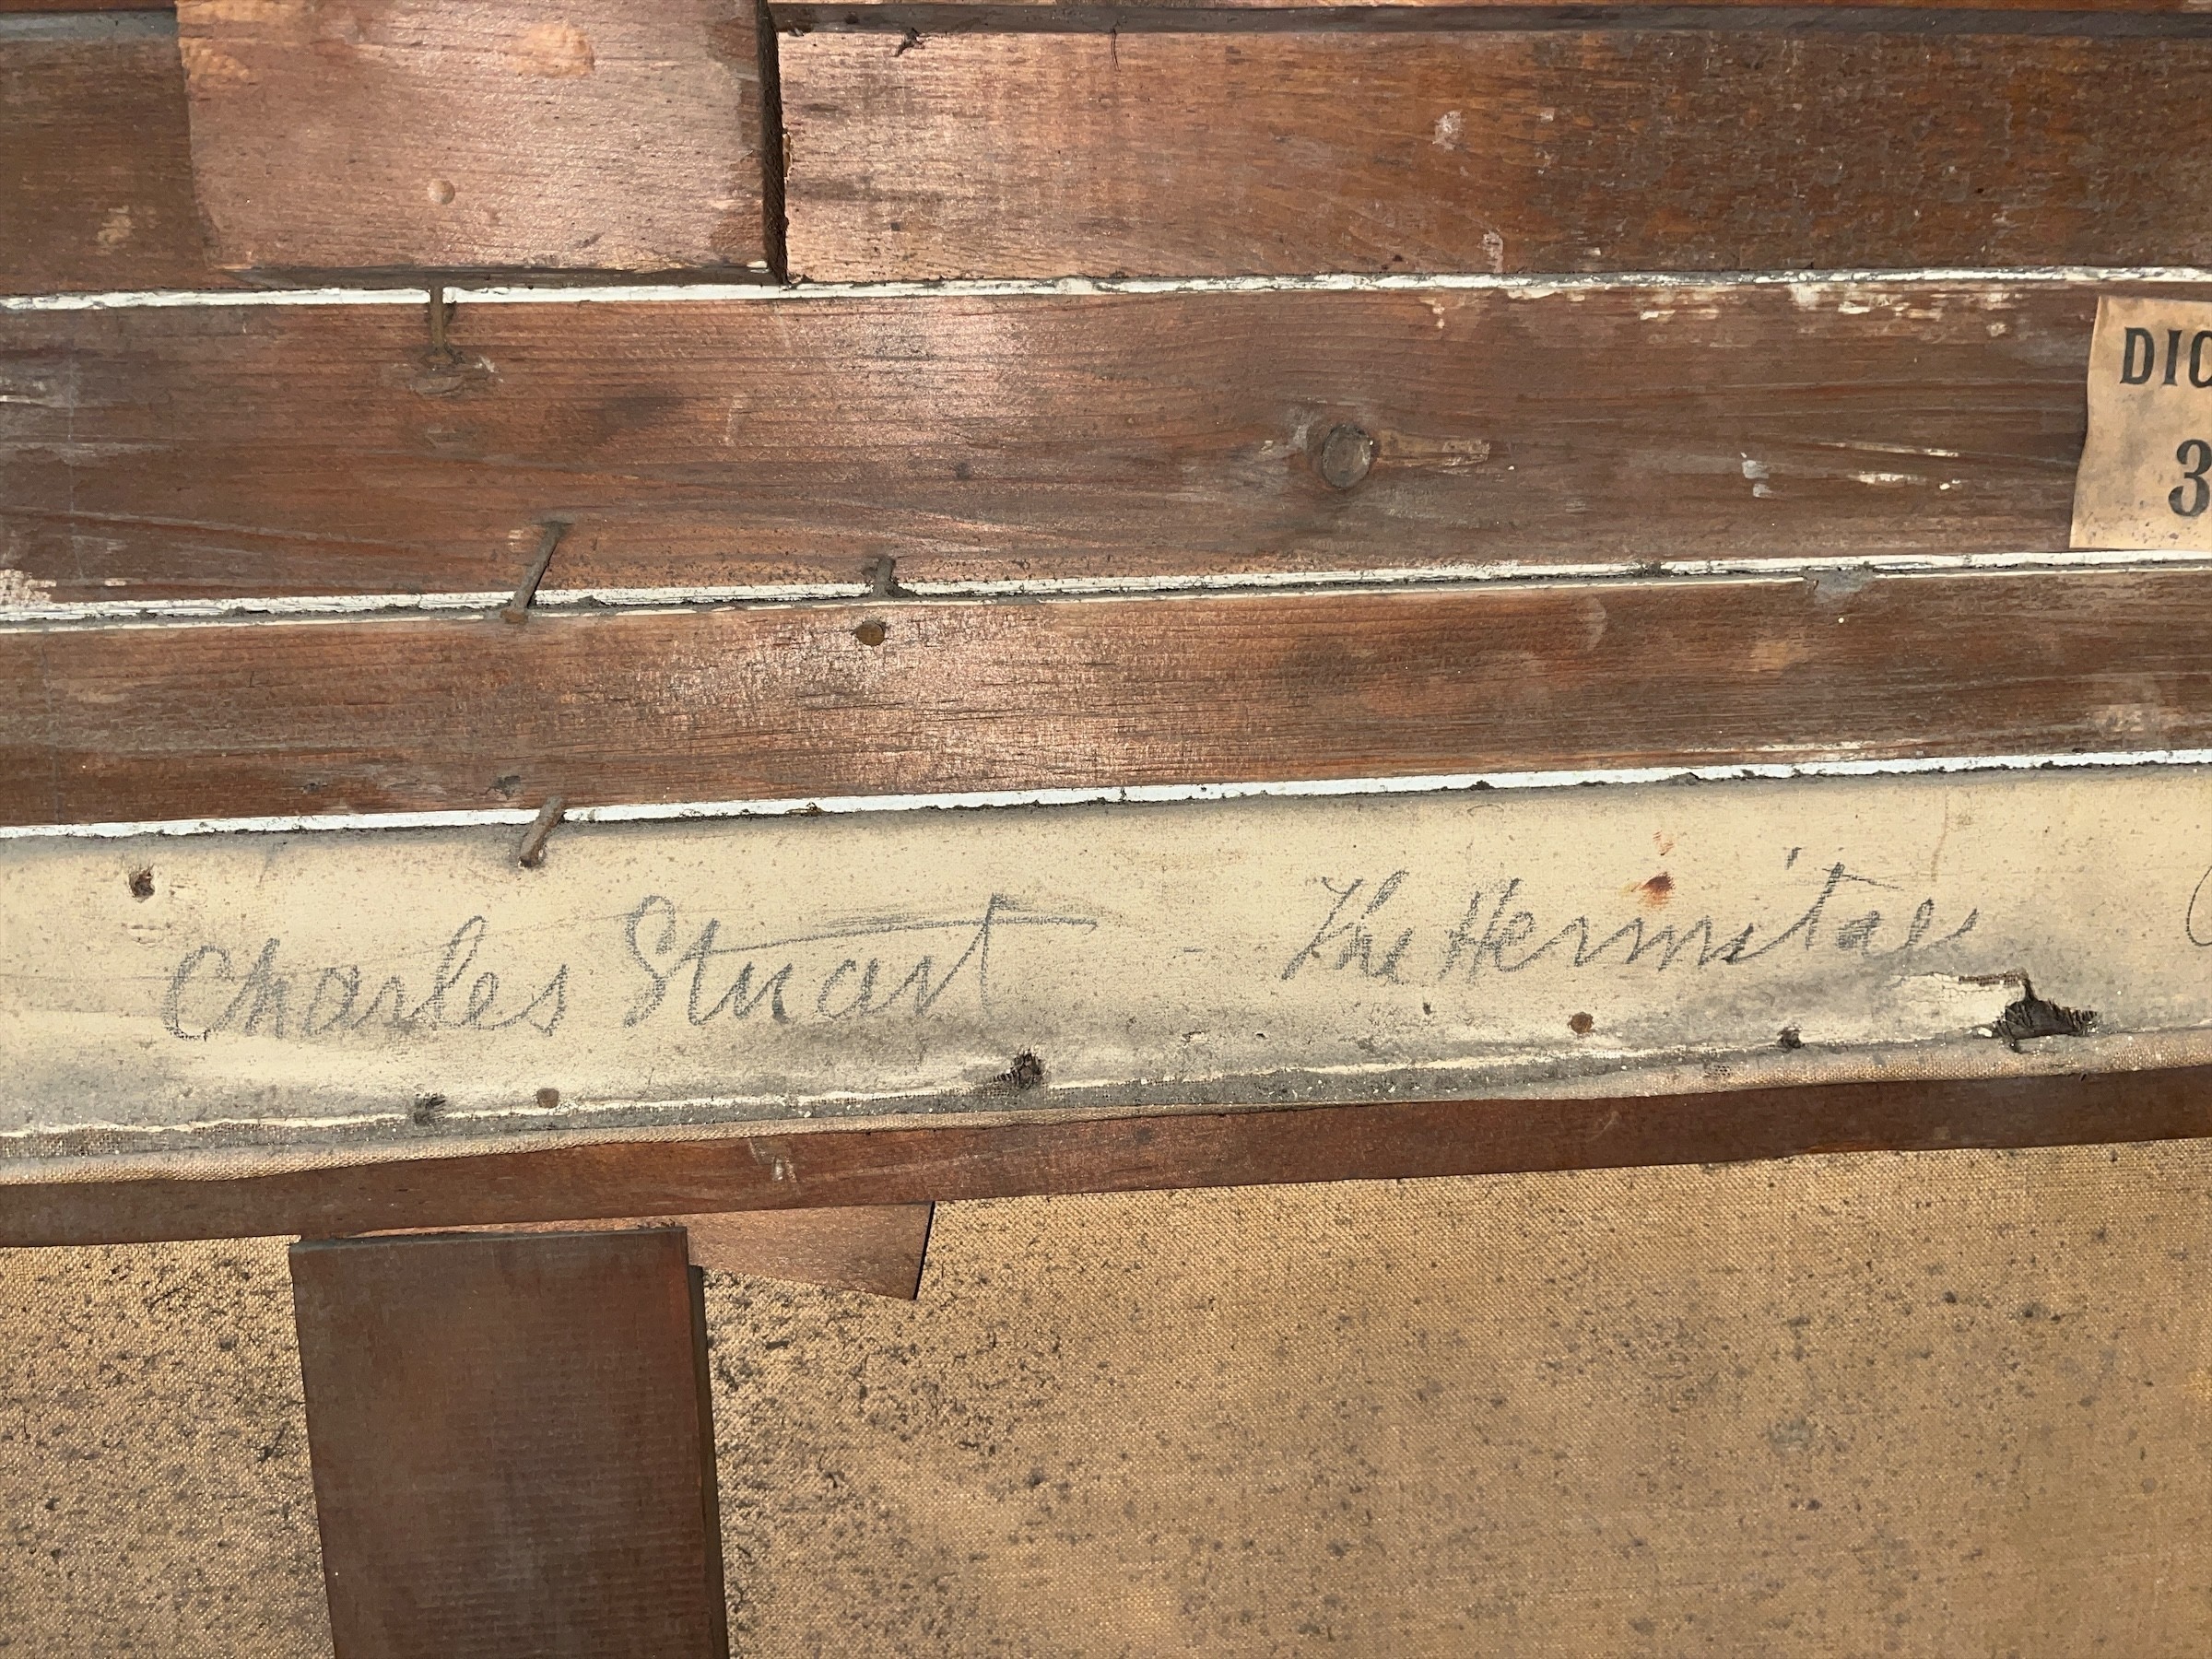 DIC
3
Charles Stuart - The Hermitage